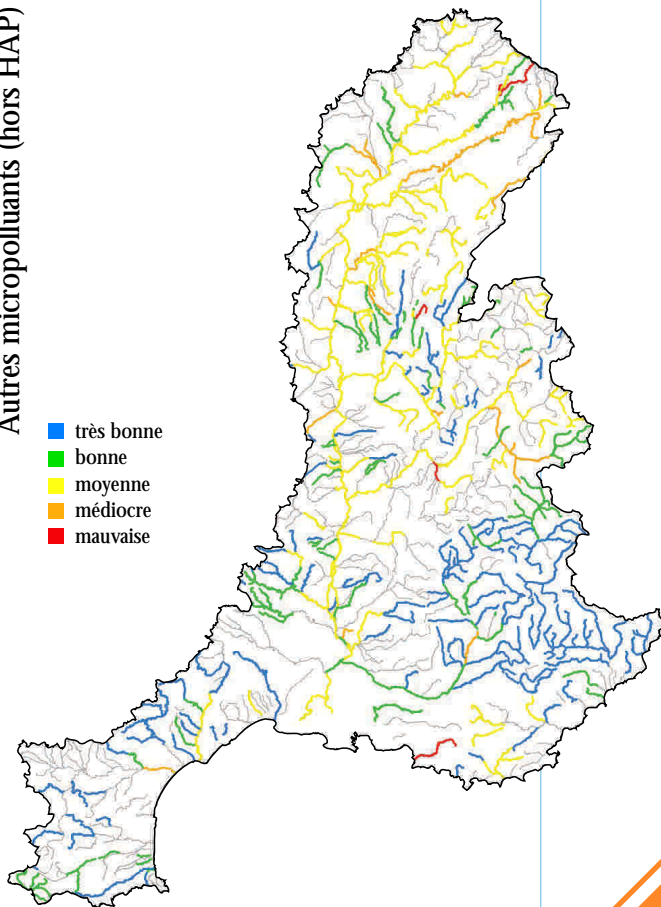 Autres micropolluants (hors HAP)
très bonne
bonne
moyenne
médiocre
mauvaise